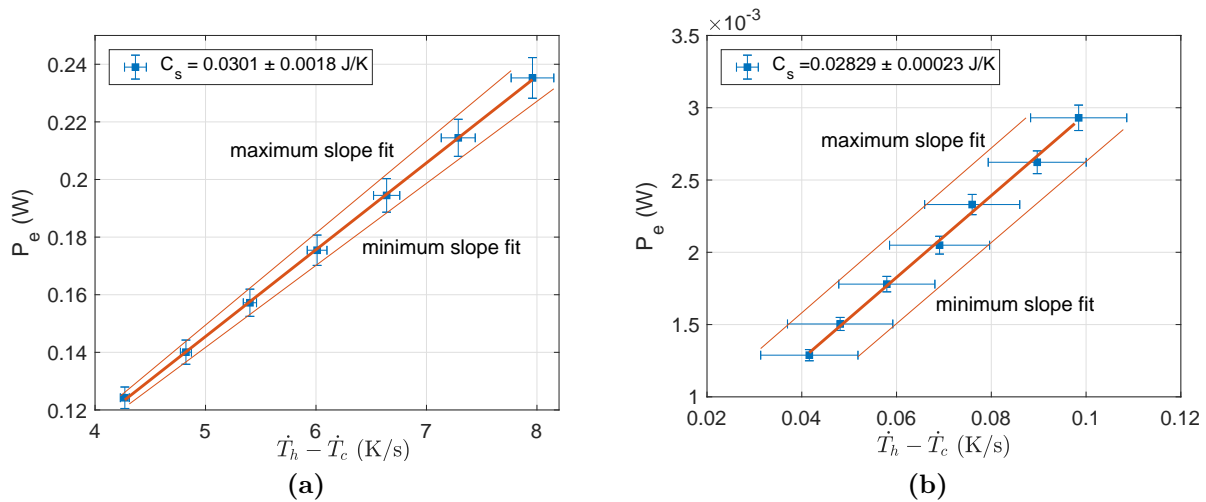 C_s = 0.0301 ± 0.0018 J/K
maximum slope fit
minimum slope fit
P_e (W)
0.24
0.22
0.2
0.18
0.16
0.14
0.12
4 5 6 7 8
Ṫ_h − Ṫ_c (K/s)
(a)
×10⁻³
C_s =0.02829 ± 0.00023 J/K
maximum slope fit
minimum slope fit
P_e (W)
3.5
3
2.5
2
1.5
1
0.02 0.04 0.06 0.08 0.1 0.12
Ṫ_h − Ṫ_c (K/s)
(b)